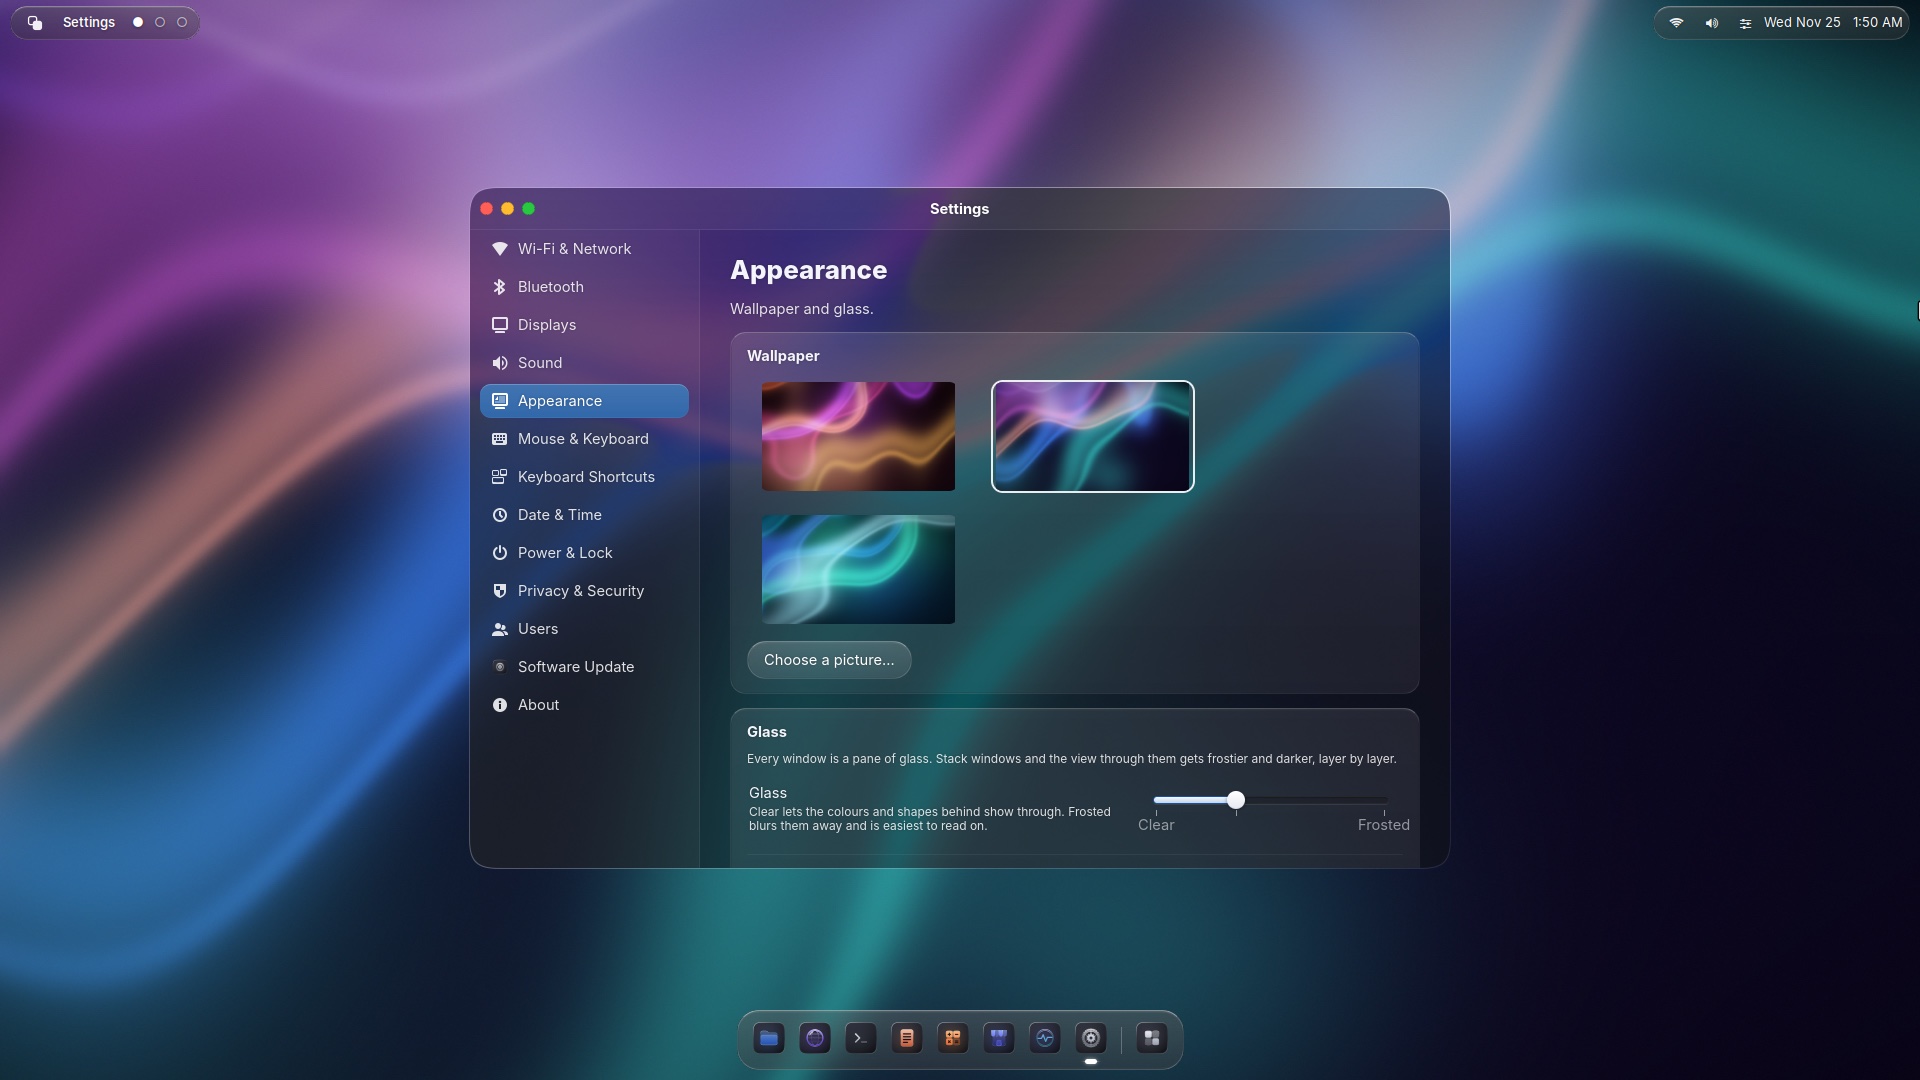 Settings
Wed Nov 25 1:50 AM
Settings
Wi-Fi & Network
Bluetooth
Displays
Sound
Appearance
Mouse & Keyboard
Keyboard Shortcuts
Date & Time
Power & Lock
Privacy & Security
Users
Software Update
About
Appearance
Wallpaper and glass.
Wallpaper
Choose a picture...
Glass
Every window is a pane of glass. Stack windows and the view through them gets frostier and darker, layer by layer.
Glass
Clear lets the colours and shapes behind show through. Frosted
blurs them away and is easiest to read on.
Clear
Frosted